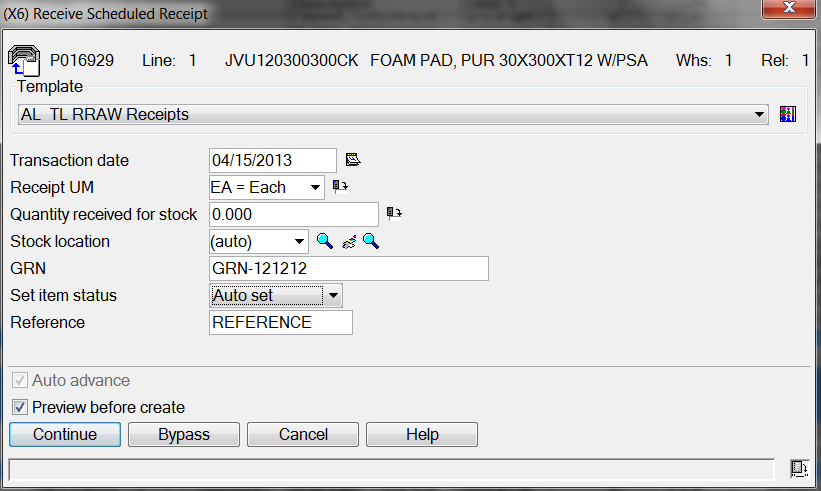 (X6) Receive Scheduled Receipt
P016929 Line: 1 JVU120300300CK FOAM PAD, PUR 30X300XT12 W/PSA Whs: 1 Rel: 1
Template
AL TL RRAW Receipts
Transaction date 04/15/2013
Receipt UM EA = Each
Quantity received for stock 0.000
Stock location (auto)
GRN GRN-121212
Set item status Auto set
Reference REFERENCE
Auto advance
Preview before create
Continue Bypass Cancel Help